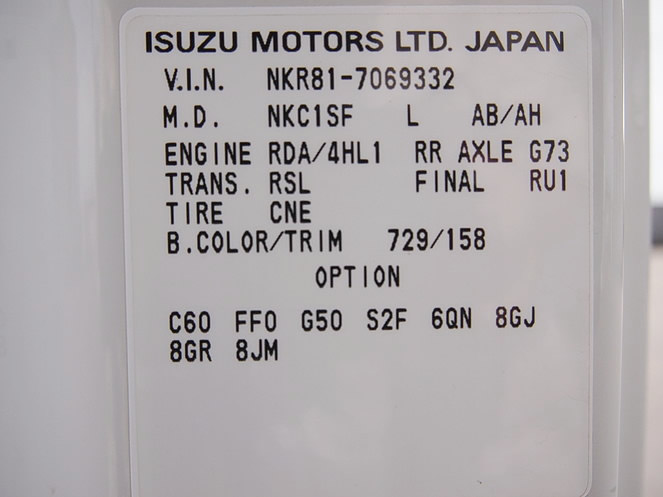 ISUZU MOTORS LTD. JAPAN
V.I.N. NKR81-7069332
M.D. NKC1SF L AB/AH
ENGINE RDA/4HL1 RR AXLE G73
TRANS. RSL FINAL RU1
TIRE CNE
B.COLOR/TRIM 729/158
OPTION
C60 FF0 G50 S2F 6QN 8GJ
8GR 8JM